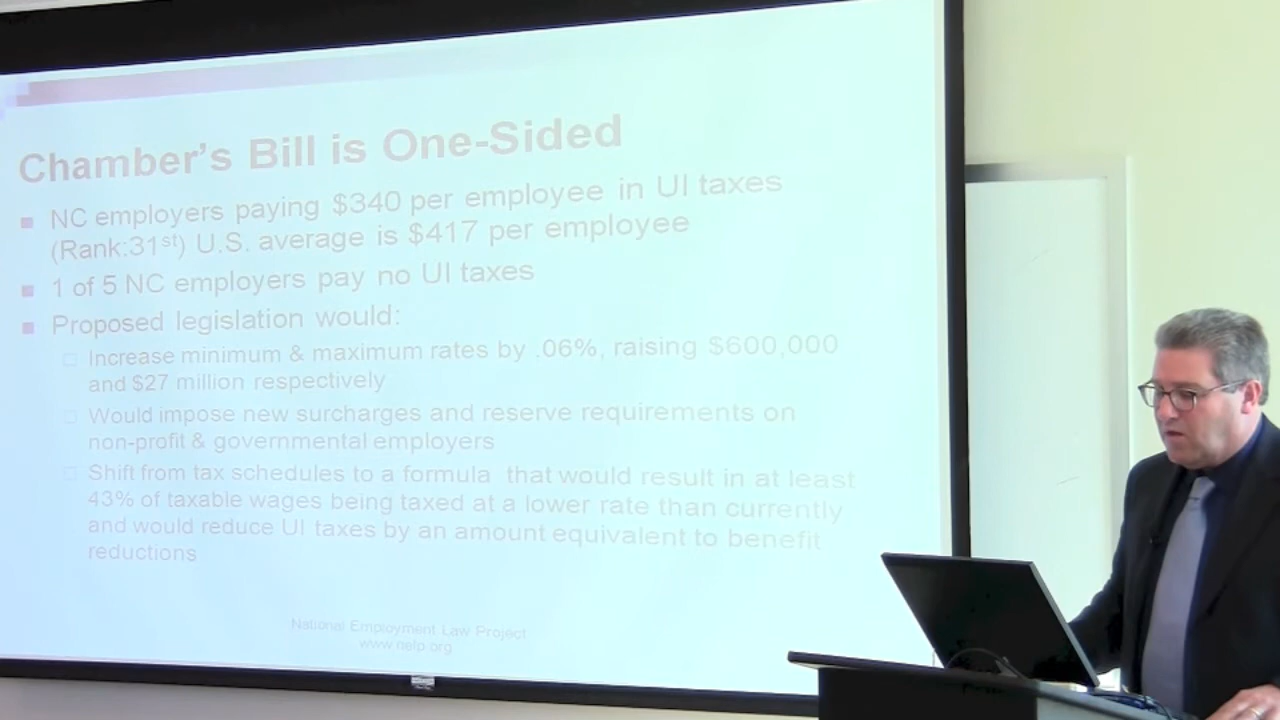 Chamber's Bill is One-Sided
NC employers paying $340 per employee in UI taxes
(Rank:31st) U.S. average is $417 per employee
1 of 5 NC employers pay no UI taxes
Proposed legislation would:
Increase minimum & maximum rates by .06%, raising $600,000
and $27 million respectively
Would impose new surcharges and reserve requirements on
non-profit & governmental employers
Shift from tax schedules to a formula that would result in at least
43% of taxable wages being taxed at a lower rate than currently
and would reduce UI taxes by an amount equivalent to benefit
reductions
National Employment Law Project
www.nelp.org